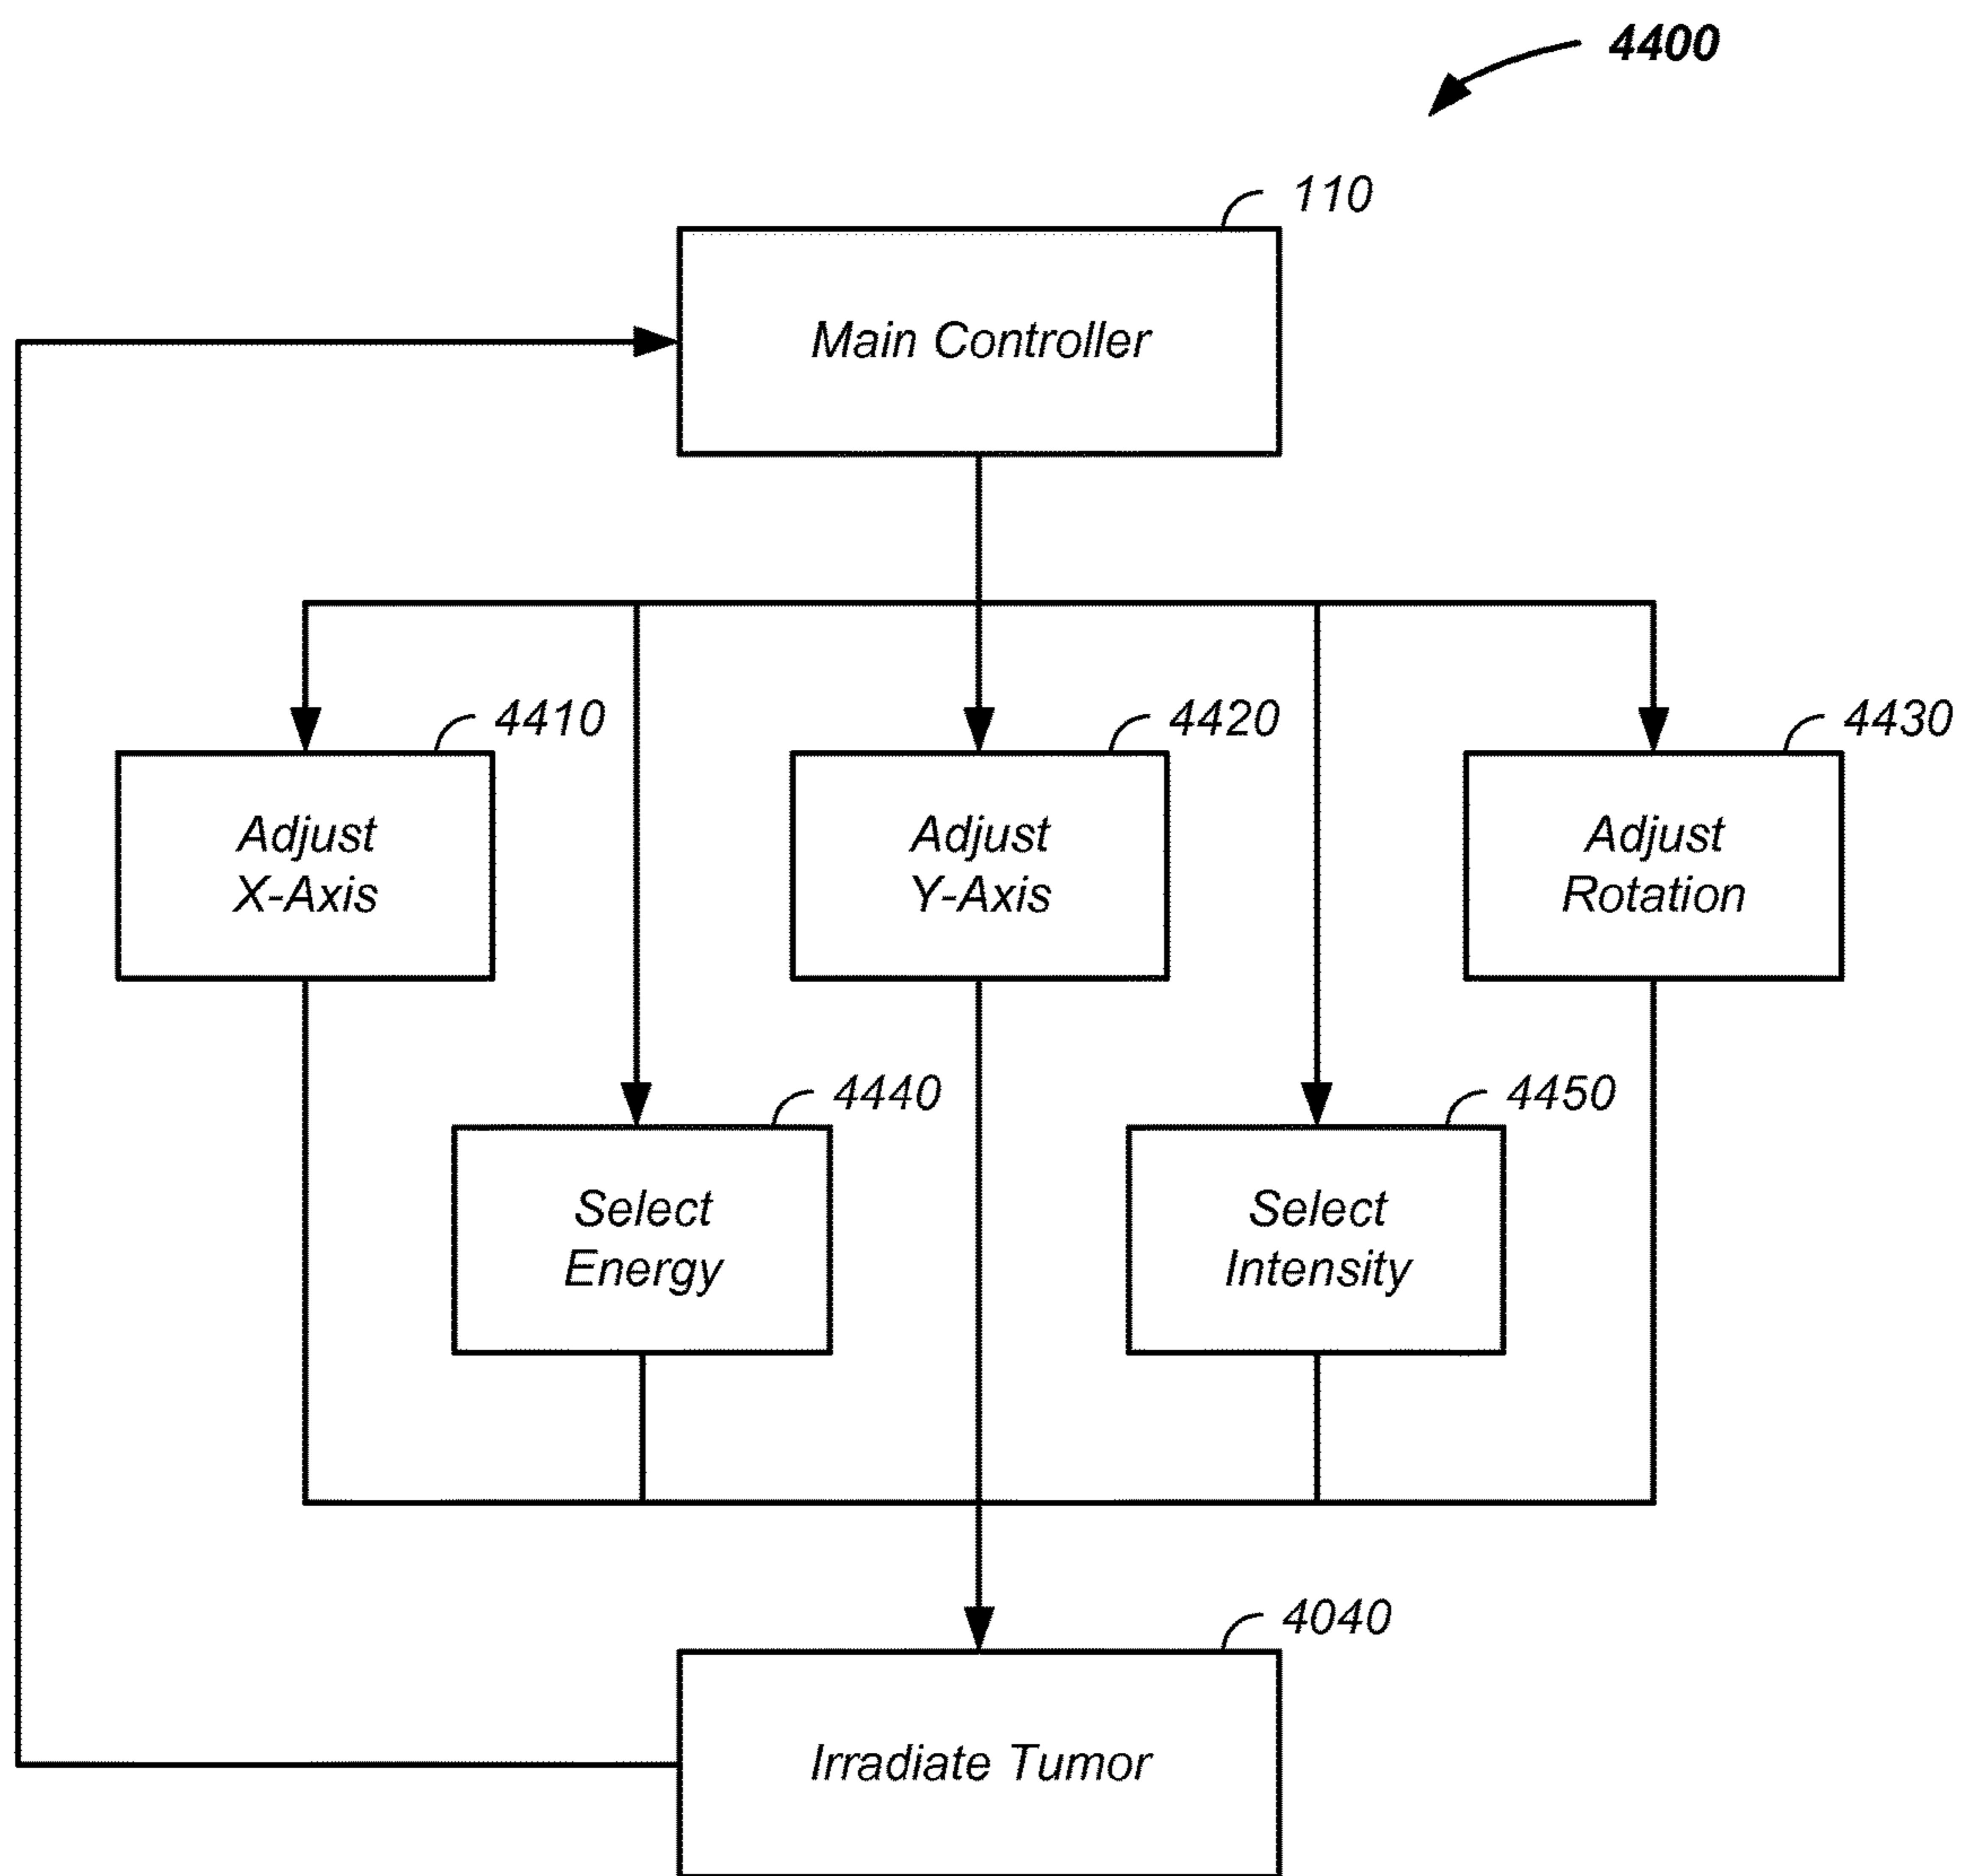 4400
110
Main Controller
4410
4420
4430
Adjust
X-Axis
Adjust
Y-Axis
Adjust
Rotation
4440
4450
Select
Energy
Select
Intensity
4040
Irradiate Tumor